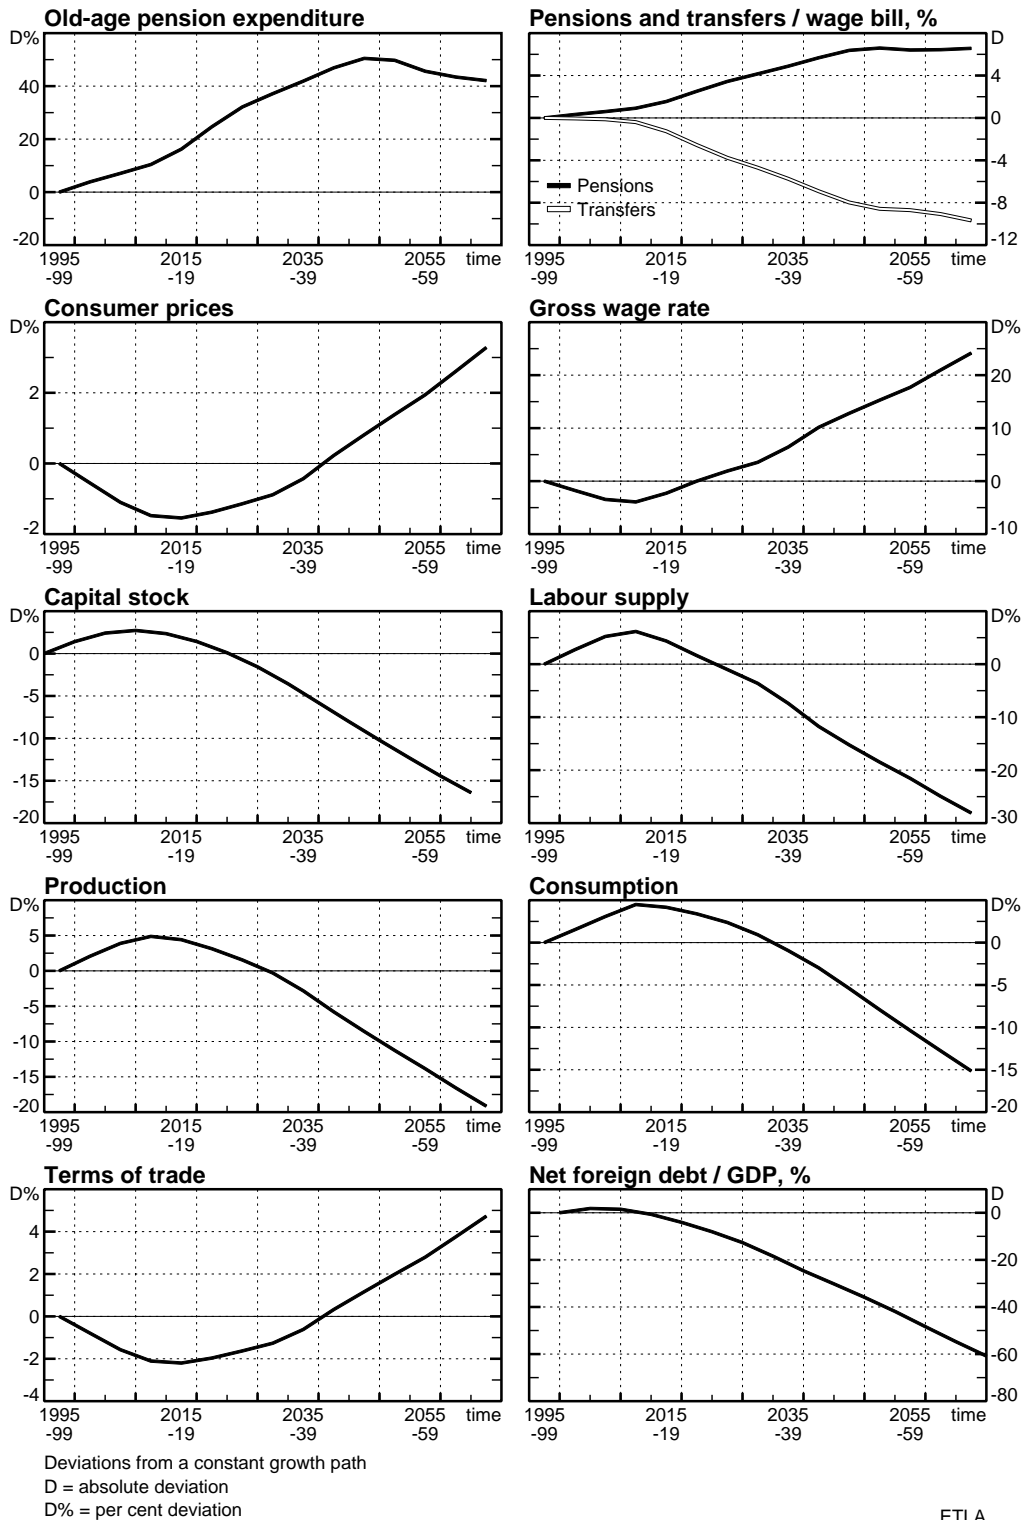 Old-age pension expenditure
D%
40
20
0
-20
1995 2015 2035 2055 time
-99 -19 -39 -59
Pensions and transfers / wage bill, %
D
4
0
-4
-8
-12
Pensions
Transfers
1995 2015 2035 2055 time
-99 -19 -39 -59
Consumer prices
D%
2
0
-2
1995 2015 2035 2055 time
-99 -19 -39 -59
Gross wage rate
D%
20
10
0
-10
1995 2015 2035 2055 time
-99 -19 -39 -59
Capital stock
D%
0
-5
-10
-15
-20
1995 2015 2035 2055 time
-99 -19 -39 -59
Labour supply
D%
0
-10
-20
-30
1995 2015 2035 2055 time
-99 -19 -39 -59
Production
D%
5
0
-5
-10
-15
-20
1995 2015 2035 2055 time
-99 -19 -39 -59
Consumption
D%
0
-5
-10
-15
-20
1995 2015 2035 2055 time
-99 -19 -39 -59
Terms of trade
D%
4
2
0
-2
-4
1995 2015 2035 2055 time
-99 -19 -39 -59
Net foreign debt / GDP, %
D
0
-20
-40
-60
-80
1995 2015 2035 2055 time
-99 -19 -39 -59
Deviations from a constant growth path
D = absolute deviation
D% = per cent deviation
ETLA